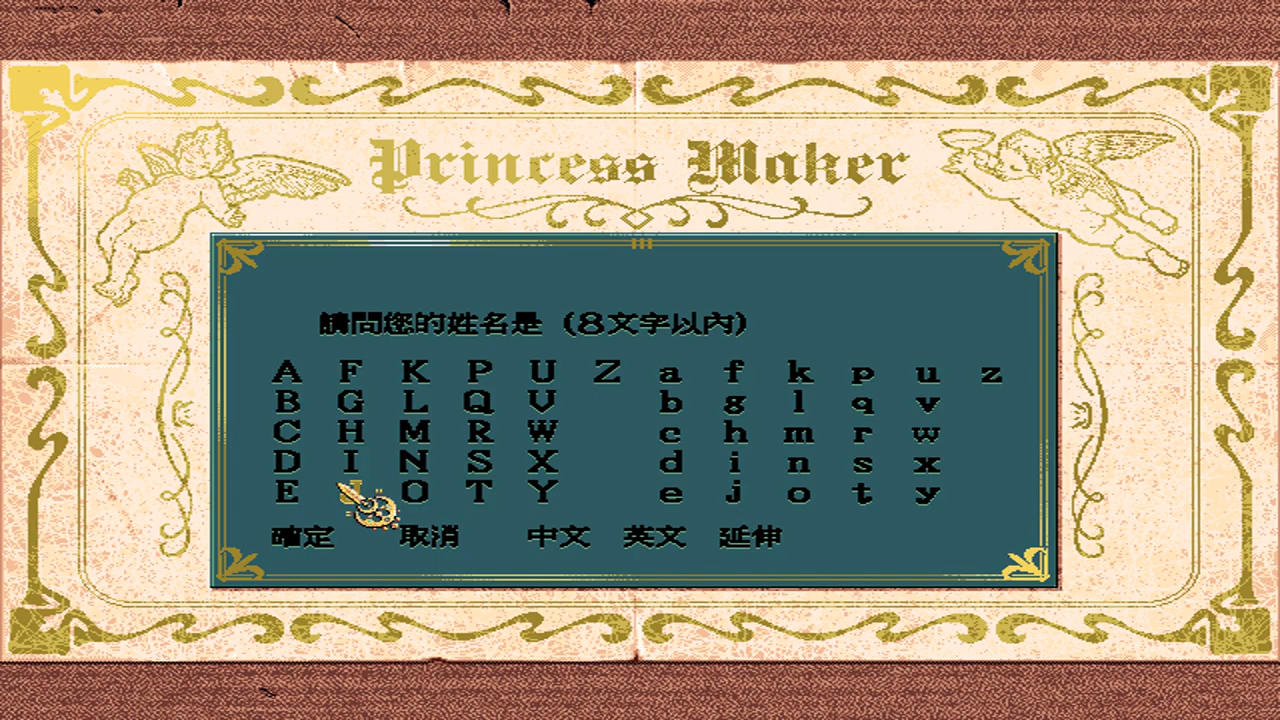 Princess Maker
請問您的姓名是（8文字以內）
A F K P U Z a f k p u z
B G L Q V b g l q v
C H M R W c h m r w
D I N S X d i n s x
E J O T Y e j o t y
確定 取消 中文 英文 延伸